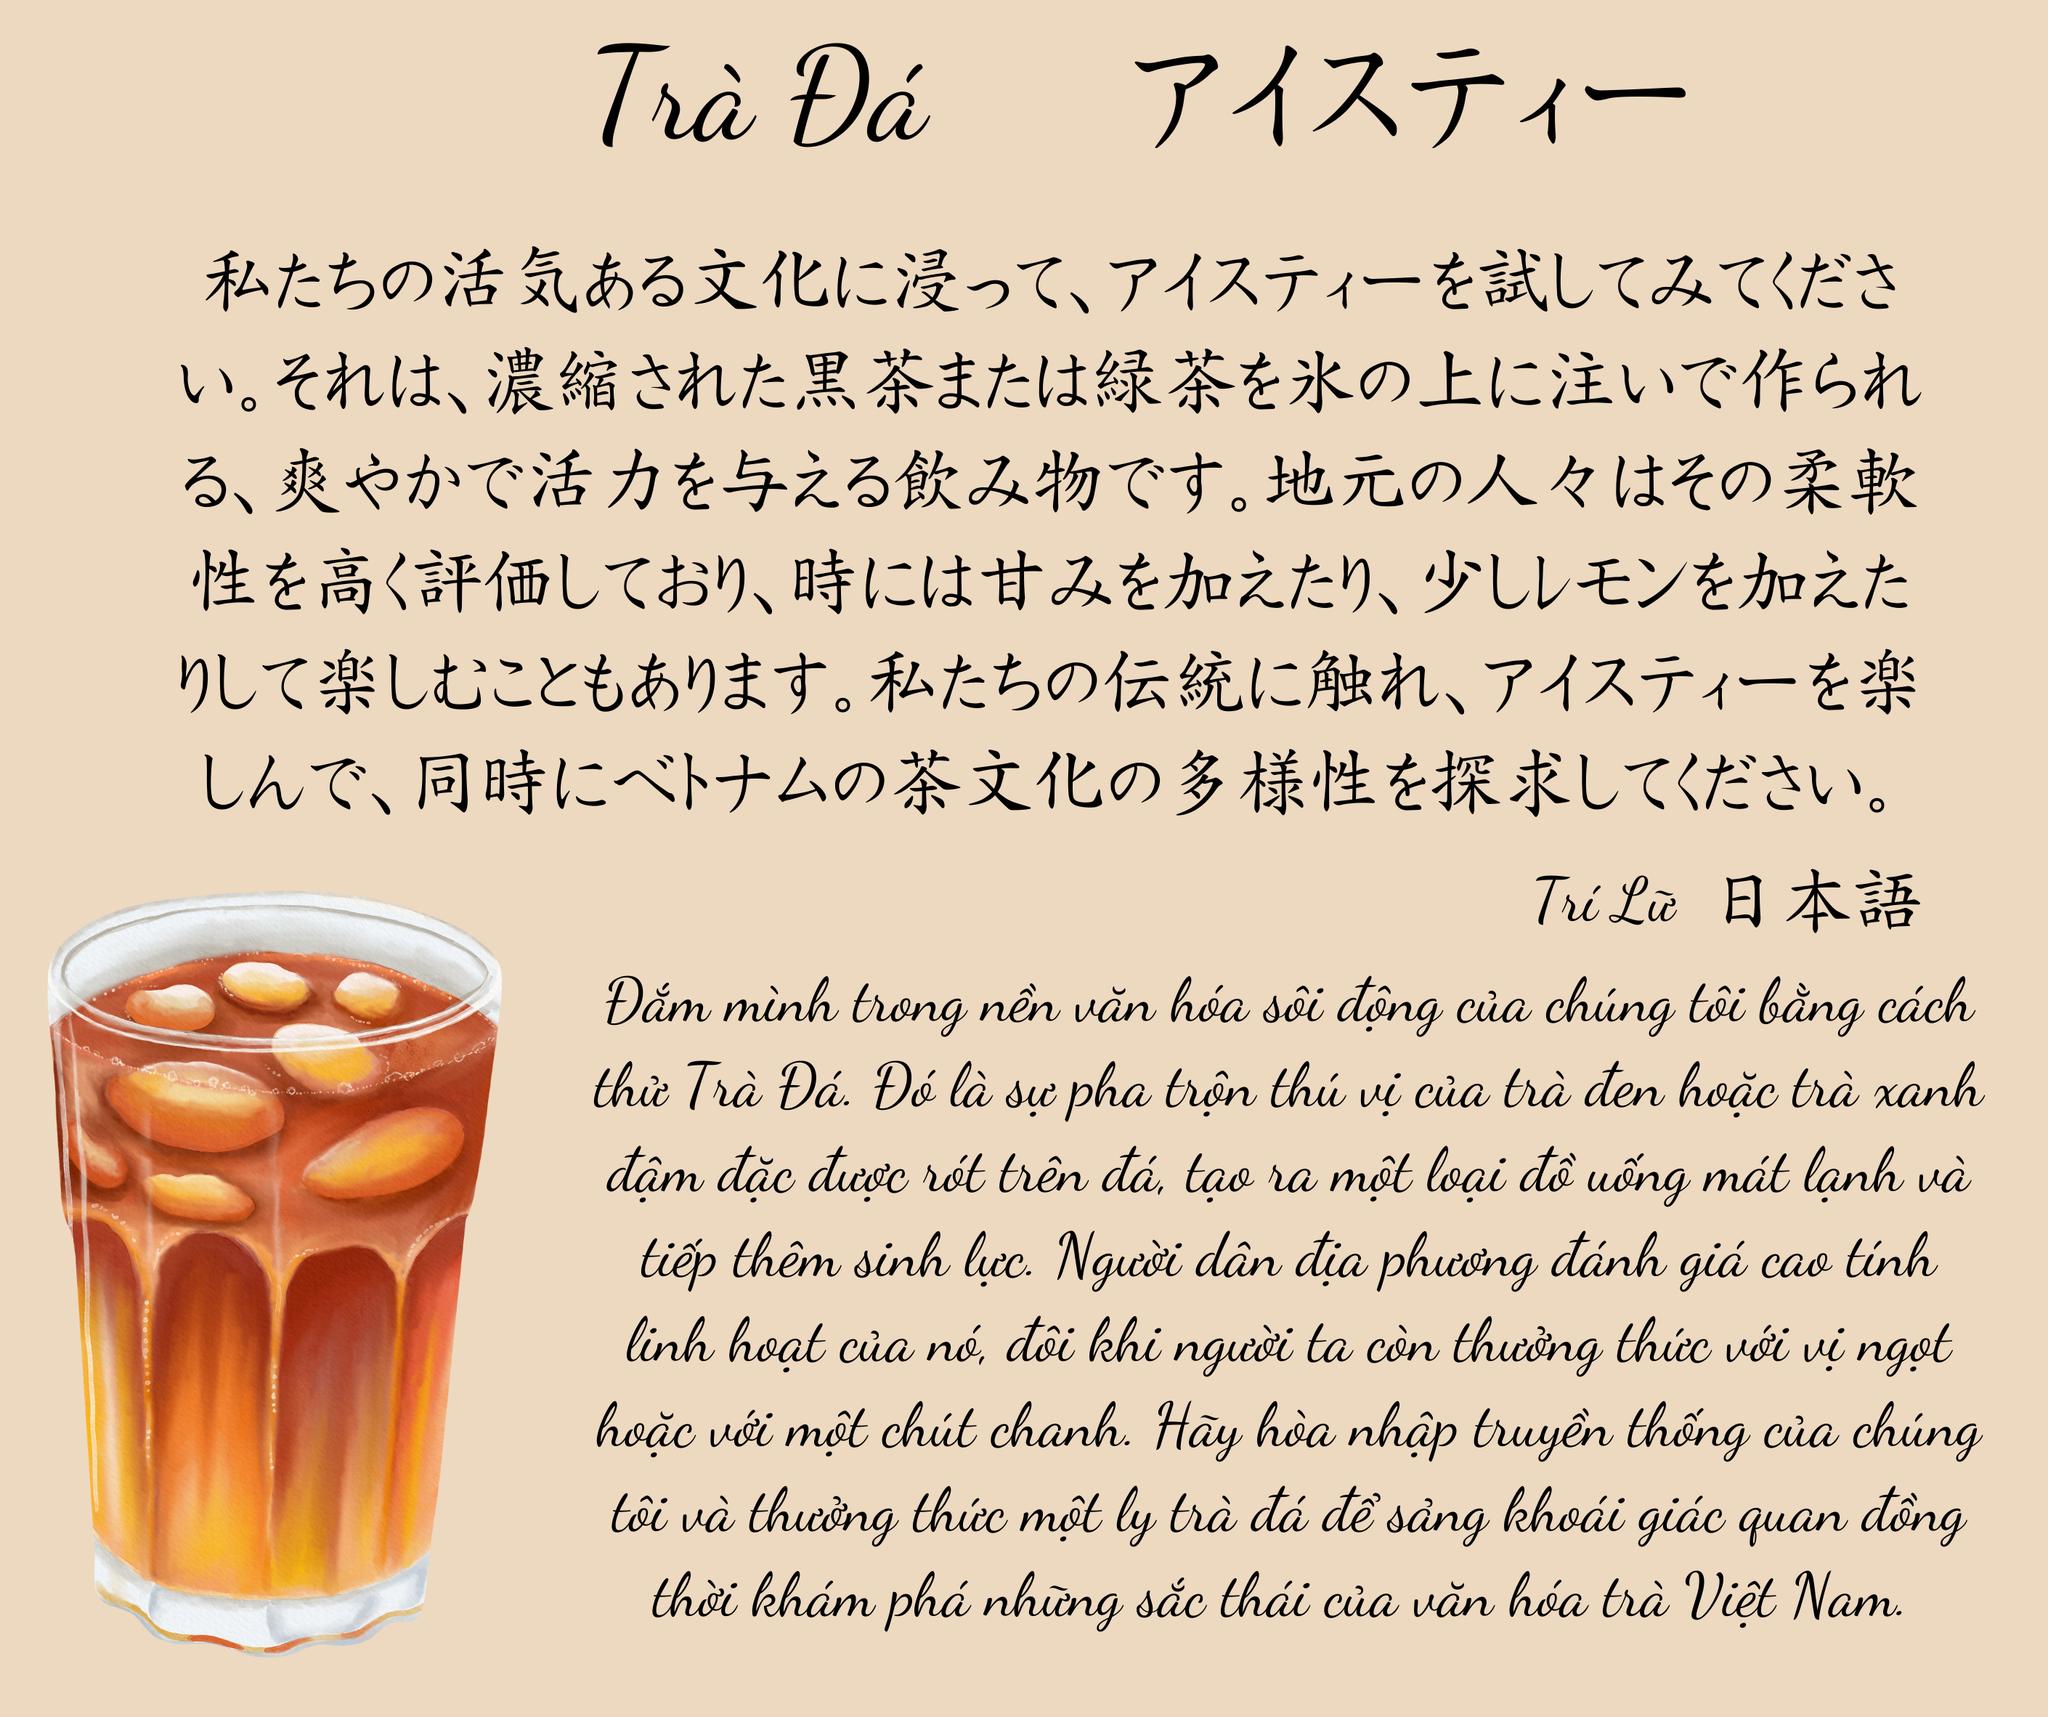 Trà Đá アイスティー
私たちの活気ある文化に浸って、アイスティーを試してみてくださ
い。それは、濃縮された黒茶または緑茶を氷の上に注いで作られ
る、爽やかで活力を与える飲み物です。地元の人々はその柔軟
性を高く評価しており、時には甘みを加えたり、少しレモンを加えた
りして楽しむこともあります。私たちの伝統に触れ、アイスティーを楽
しんで、同時にベトナムの茶文化の多様性を探求してください。
Trí Lữ 日本語
Đắm mình trong nền văn hóa sôi động của chúng tôi bằng cách
thử Trà Đá. Đó là sự pha trộn thú vị của trà đen hoặc trà xanh
đậm đặc được rót trên đá, tạo ra một loại đồ uống mát lạnh và
tiếp thêm sinh lực. Người dân địa phương đánh giá cao tính
linh hoạt của nó, đôi khi người ta còn thưởng thức với vị ngọt
hoặc với một chút chanh. Hãy hòa nhập truyền thống của chúng
tôi và thưởng thức một ly trà đá để sảng khoái giác quan đồng
thời khám phá những sắc thái của văn hóa trà Việt Nam.